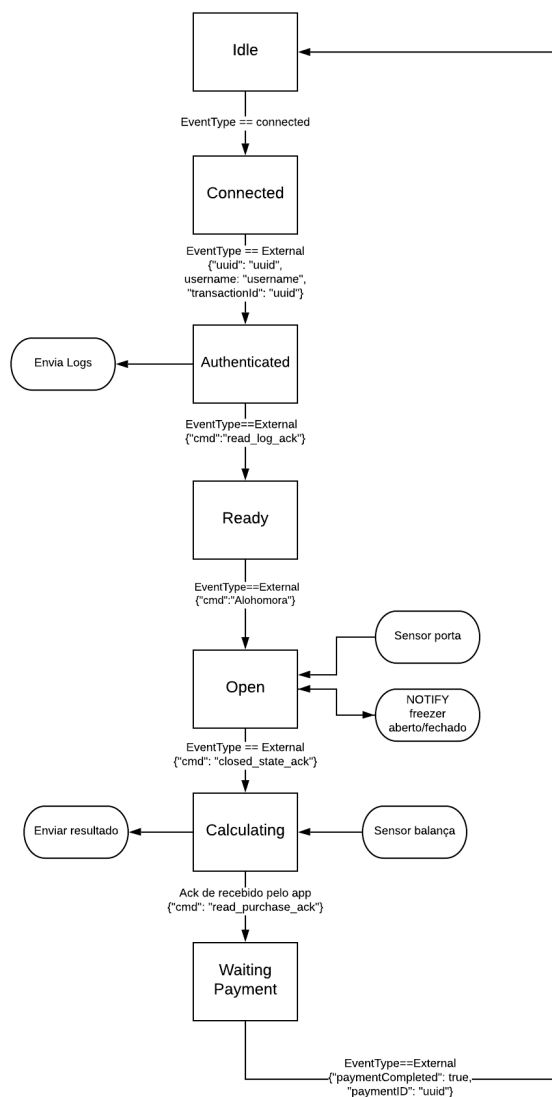 Idle
EventType == connected
Connected
EventType == External
{"uuid": "uuid",
username: "username",
"transactionId": "uuid"}
Envia Logs
Authenticated
EventType==External
{"cmd":"read_log_ack"}
Ready
EventType==External
{"cmd":"Alohomora"}
Sensor porta
Open
NOTIFY
freezer
aberto/fechado
EventType == External
{"cmd": "closed_state_ack"}
Enviar resultado
Calculating
Sensor balança
Ack de recebido pelo app
{"cmd": "read_purchase_ack"}
Waiting
Payment
EventType==External
{"paymentCompleted": true,
"paymentID": "uuid"}